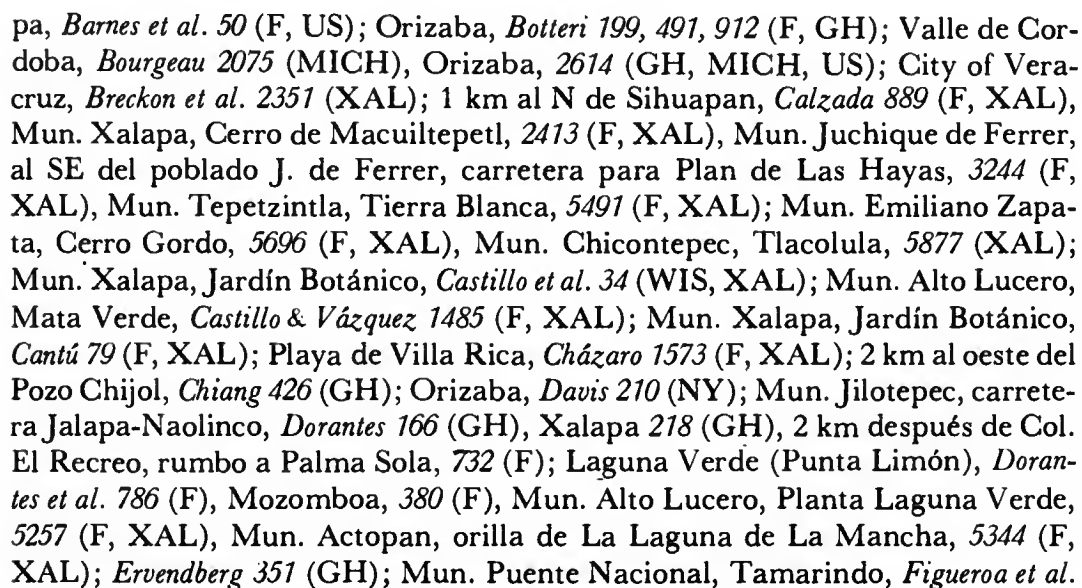 pa, Barnes et al. 50 (F, US); Orizaba, Botteri 199, 491, 912 (F, GH); Valle de Cor-
doba, Bourgeau 2075 (MICH), Orizaba, 2614 (GH, MICH, US); City of Vera-
cruz, Breckon et al. 2351 (XAL); 1 km al N de Sihuapan, Calzada 889 (F, XAL),
Mun. Xalapa, Cerro de Macuiltepetl, 2413 (F, XAL), Mun. Juchique de Ferrer,
al SE del poblado J. de Ferrer, carretera para Plan de Las Hayas, 3244 (F,
XAL), Mun. Tepetzintla, Tierra Blanca, 5491 (F, XAL); Mun. Emiliano Zapa-
ta, Cerro Gordo, 5696 (F, XAL), Mun. Chicontepec, Tlacolula, 5877 (XAL);
Mun. Xalapa, Jardín Botánico, Castillo et al. 34 (WIS, XAL); Mun. Alto Lucero,
Mata Verde, Castillo & Vázquez 1485 (F, XAL); Mun. Xalapa, Jardín Botánico,
Cantú 79 (F, XAL); Playa de Villa Rica, Cházaro 1573 (F, XAL); 2 km al oeste del
Pozo Chijol, Chiang 426 (GH); Orizaba, Davis 210 (NY); Mun. Jilotepec, carrete-
ra Jalapa-Naolinco, Dorantes 166 (GH), Xalapa 218 (GH), 2 km después de Col.
El Recreo, rumbo a Palma Sola, 732 (F); Laguna Verde (Punta Limón), Doran-
tes et al. 786 (F), Mozomboa, 380 (F), Mun. Alto Lucero, Planta Laguna Verde,
5257 (F, XAL), Mun. Actopan, orilla de La Laguna de La Mancha, 5344 (F,
XAL); Ervendberg 351 (GH); Mun. Puente Nacional, Tamarindo, Figueroa et al.